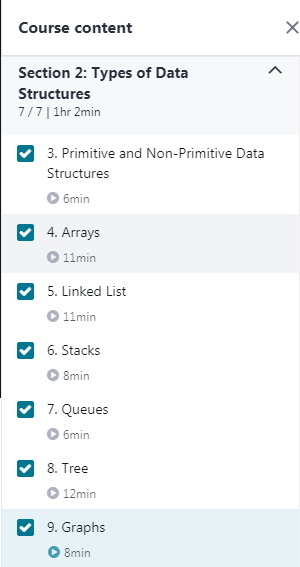 Course content
Section 2: Types of Data
Structures
7 / 7 | 1hr 2min
3. Primitive and Non-Primitive Data
Structures
6min
4. Arrays
11min
5. Linked List
11min
6. Stacks
8min
7. Queues
6min
8. Tree
12min
9. Graphs
8min